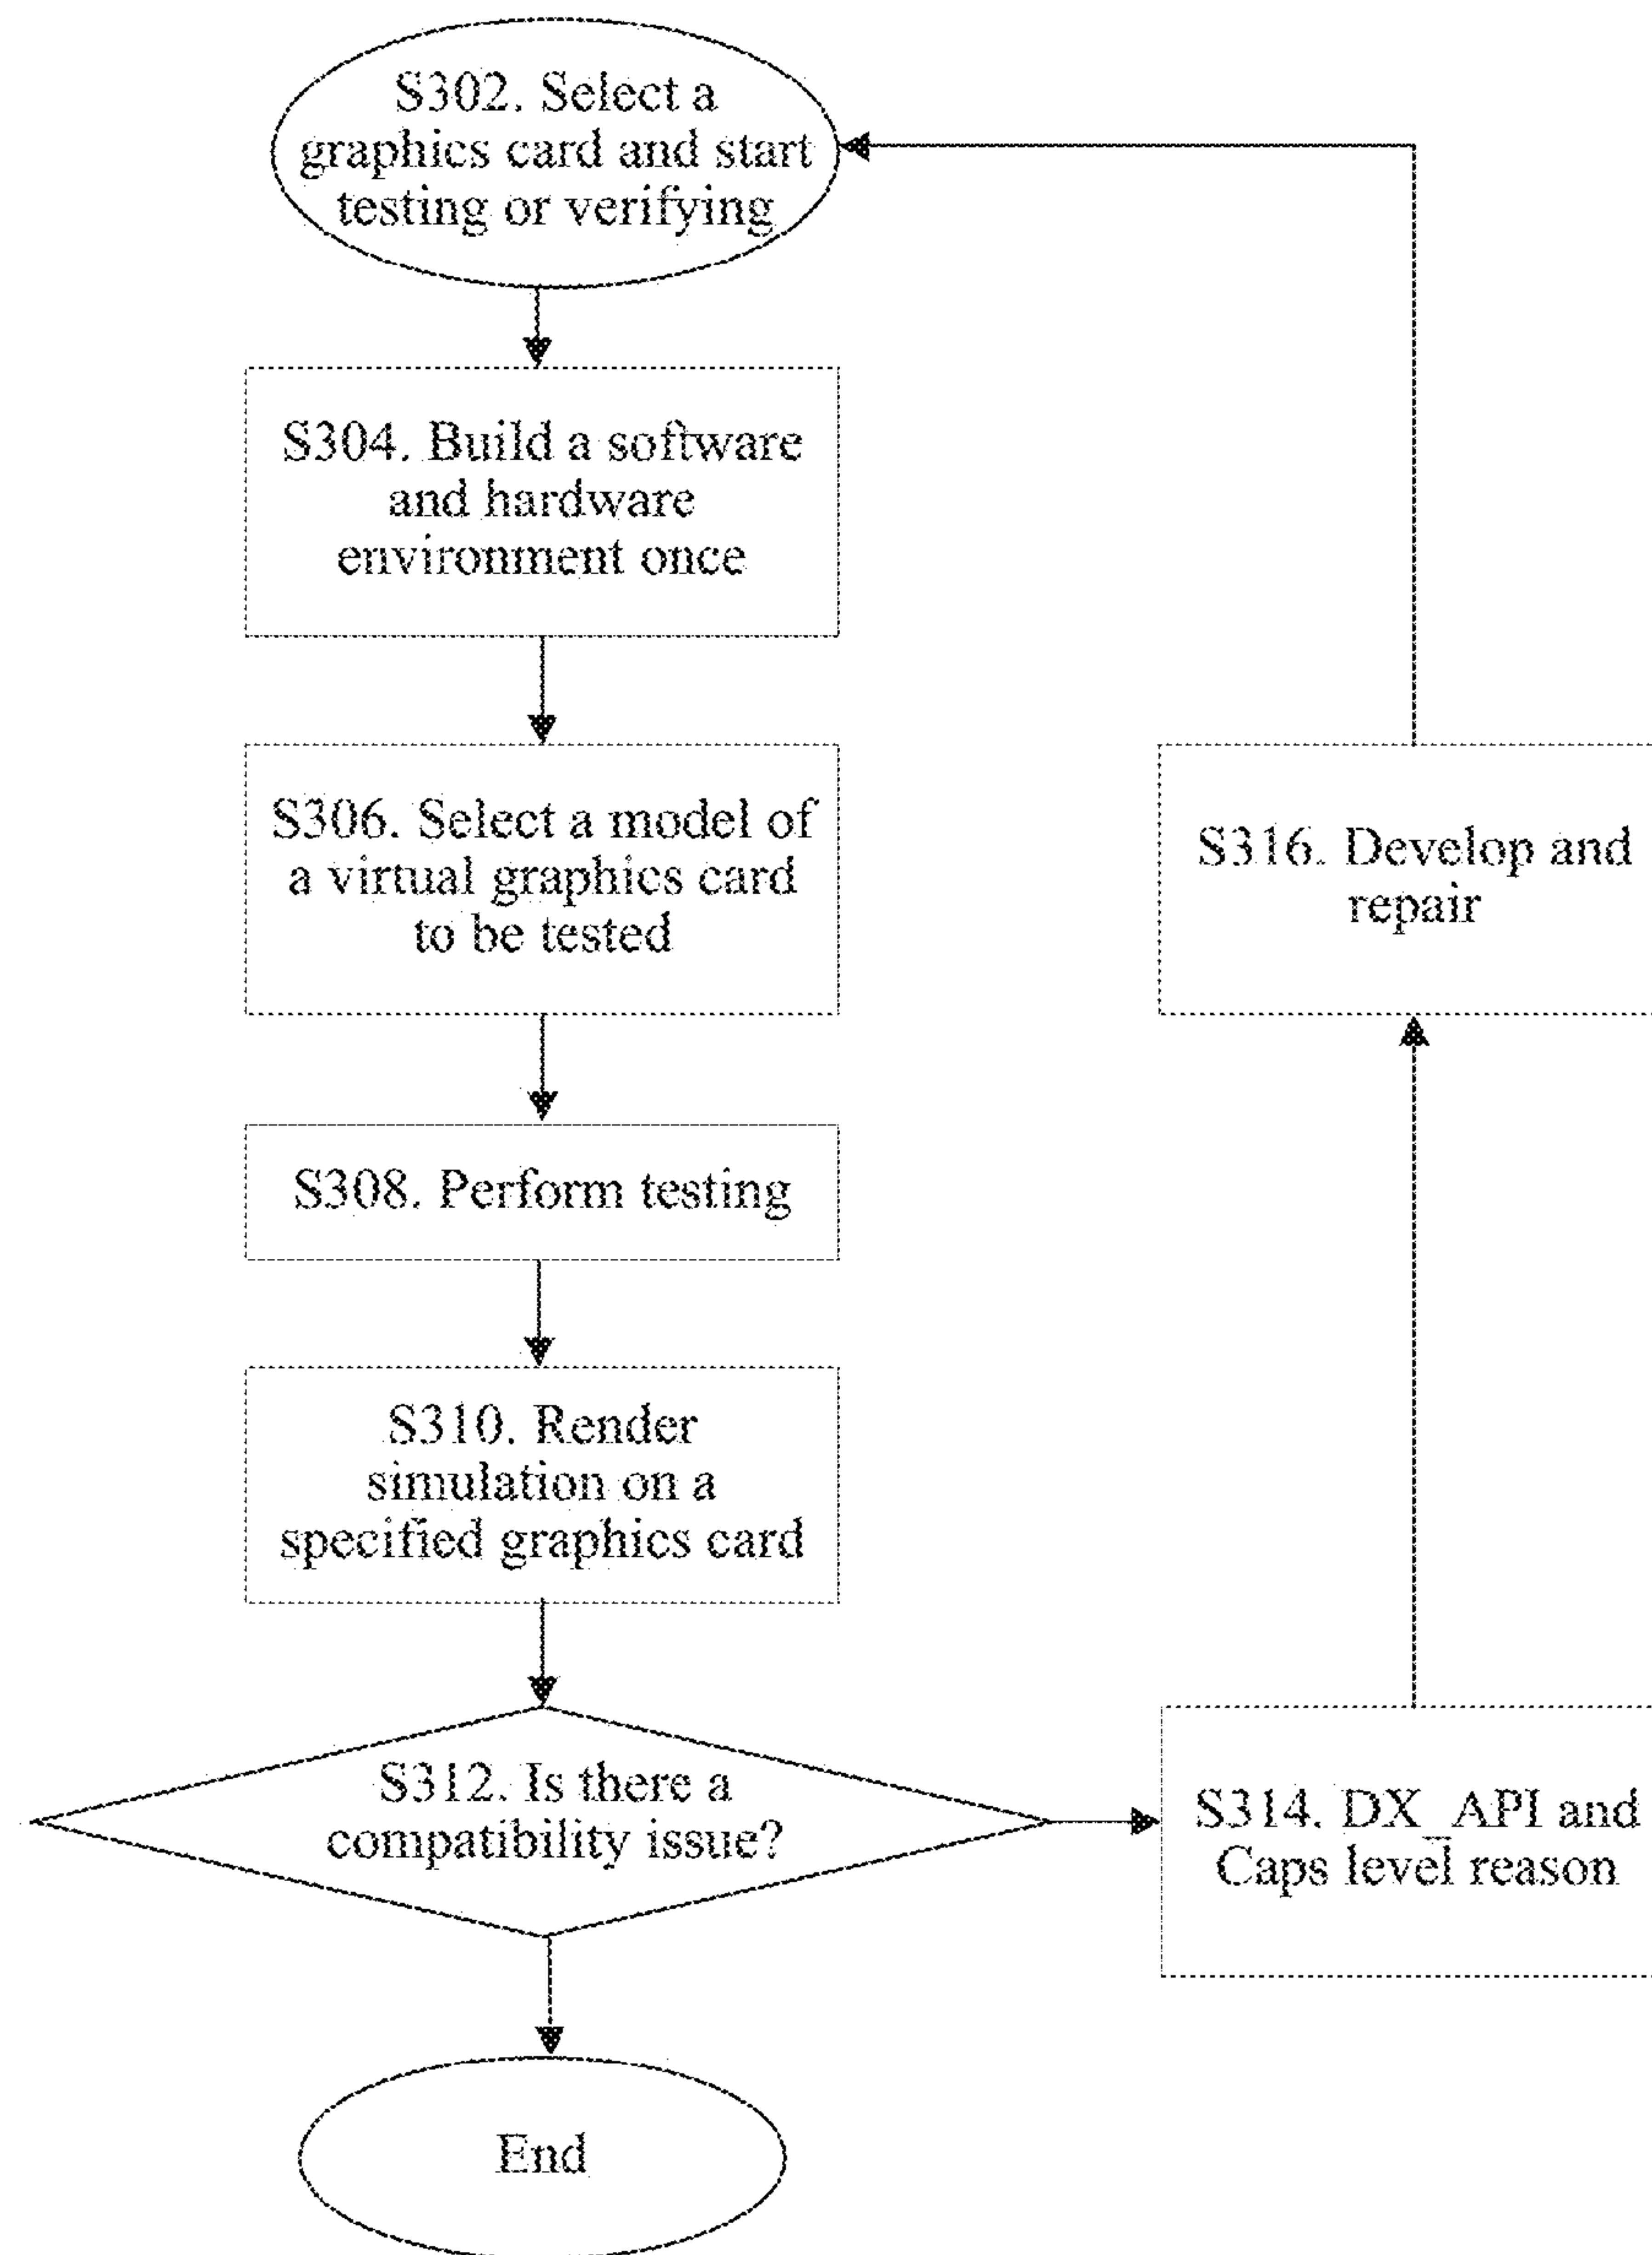 S302. Select a
graphics card and start
testing or verifying
S304. Build a software
and hardware
environment once
S306. Select a model of
a virtual graphics card
to be tested
S308. Perform testing
S310. Render
simulation on a
specified graphics card
S312. Is there a
compatibility issue?
S314. DX_API and
Caps level reason
S316. Develop and
repair
End